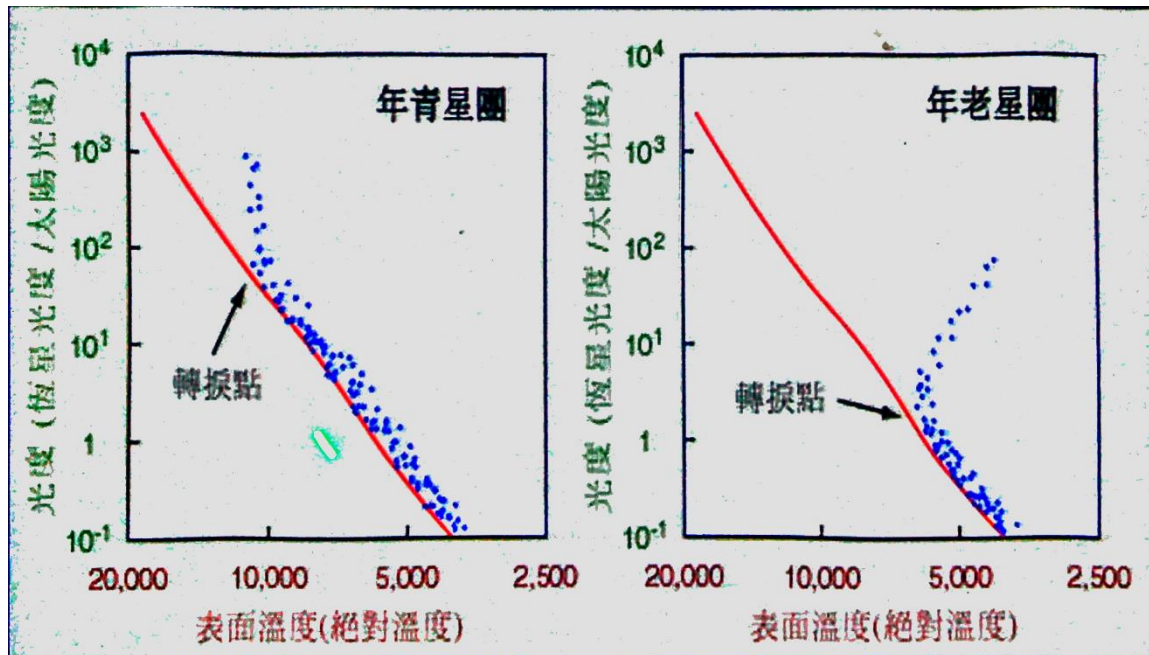 年青星團
10⁴
10³
10²
10¹
1
10⁻¹
光度 (恆星光度 /太陽光度)
轉捩點
20,000
10,000
5,000
2,500
表面溫度(絕對溫度)
年老星團
10⁴
10³
10²
10¹
1
10⁻¹
光度 (恆星光度 /太陽光度)
轉捩點
20,000
10,000
5,000
2,500
表面溫度(絕對溫度)